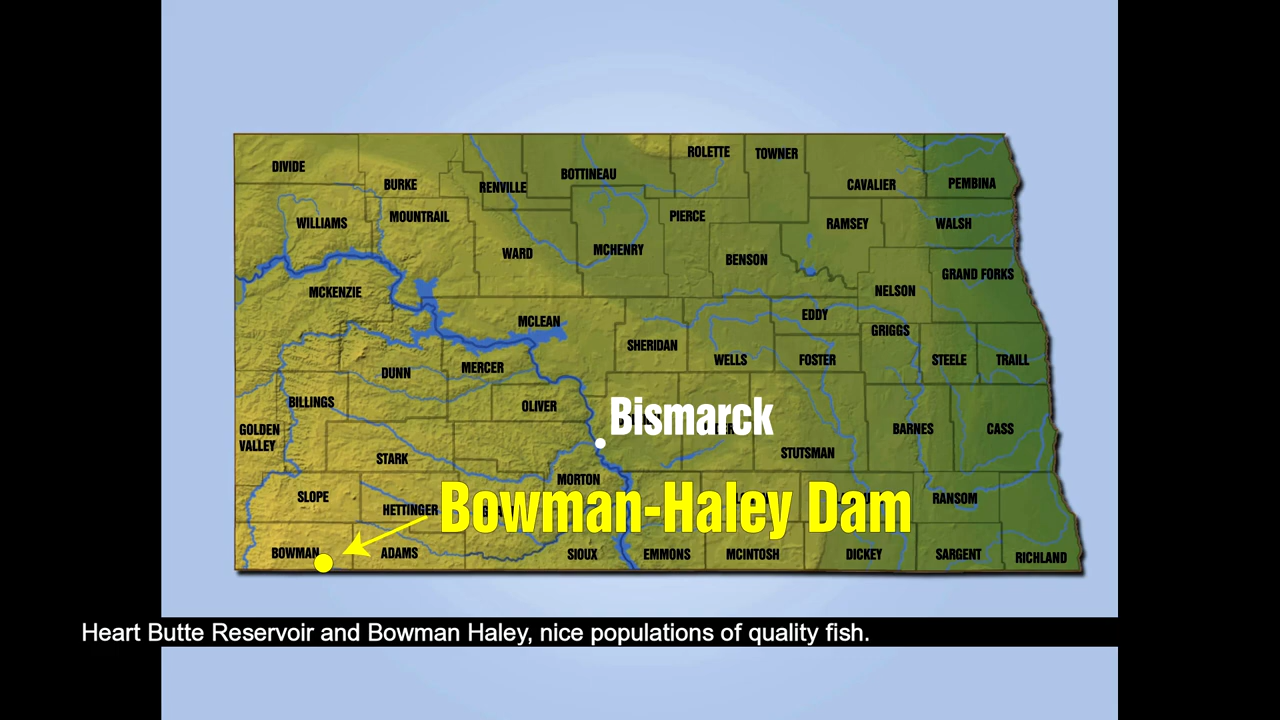 DIVIDE
BURKE
RENVILLE
BOTTINEAU
ROLETTE
TOWNER
CAVALIER
PEMBINA
WILLIAMS
MOUNTRAIL
WARD
MCHENRY
PIERCE
BENSON
RAMSEY
WALSH
MCKENZIE
MCLEAN
SHERIDAN
WELLS
EDDY
FOSTER
NELSON
GRIGGS
GRAND FORKS
STEELE
TRAILL
DUNN
MERCER
OLIVER
BILLINGS
GOLDEN
VALLEY
STARK
MORTON
Bismarck
STUTSMAN
BARNES
CASS
SLOPE
HETTINGER
Bowman-Haley Dam
RANSOM
BOWMAN
ADAMS
SIOUX
EMMONS
MCINTOSH
DICKEY
SARGENT
RICHLAND
Heart Butte Reservoir and Bowman Haley, nice populations of quality fish.